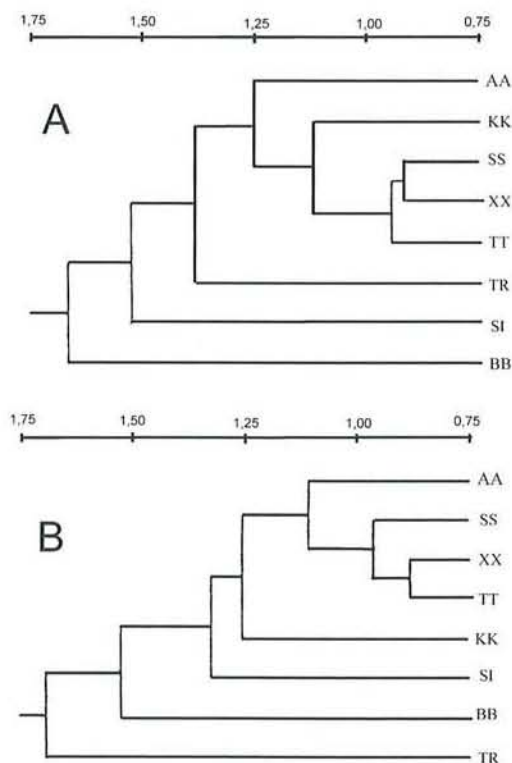 1,75 1,50 1,25 1,00 0,75
A
AA
KK
SS
XX
TT
TR
SI
BB
1,75 1,50 1,25 1,00 0,75
B
AA
SS
XX
TT
KK
SI
BB
TR